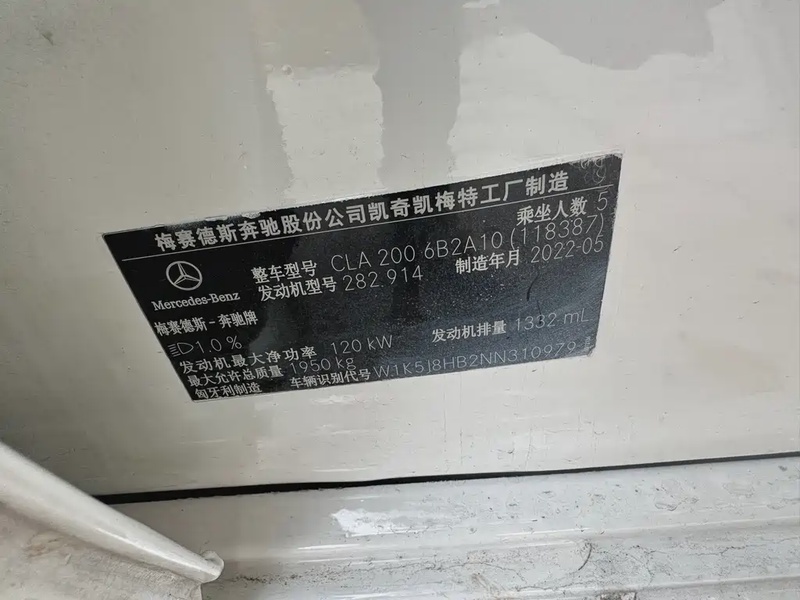 梅赛德斯奔驰股份公司凯奇凯梅特工厂制造
乘坐人数 5
整车型号 CLA 200 6B2A10 (118387)
发动机型号 282.914 制造年月 2022-05
Mercedes-Benz
梅赛德斯-奔驰牌
1.0 %
发动机最大净功率 120 kW 发动机排量 1332 mL
最大允许总质量 1950 kg
匈牙利制造 车辆识别代号 W1K5J8HB2NN310979